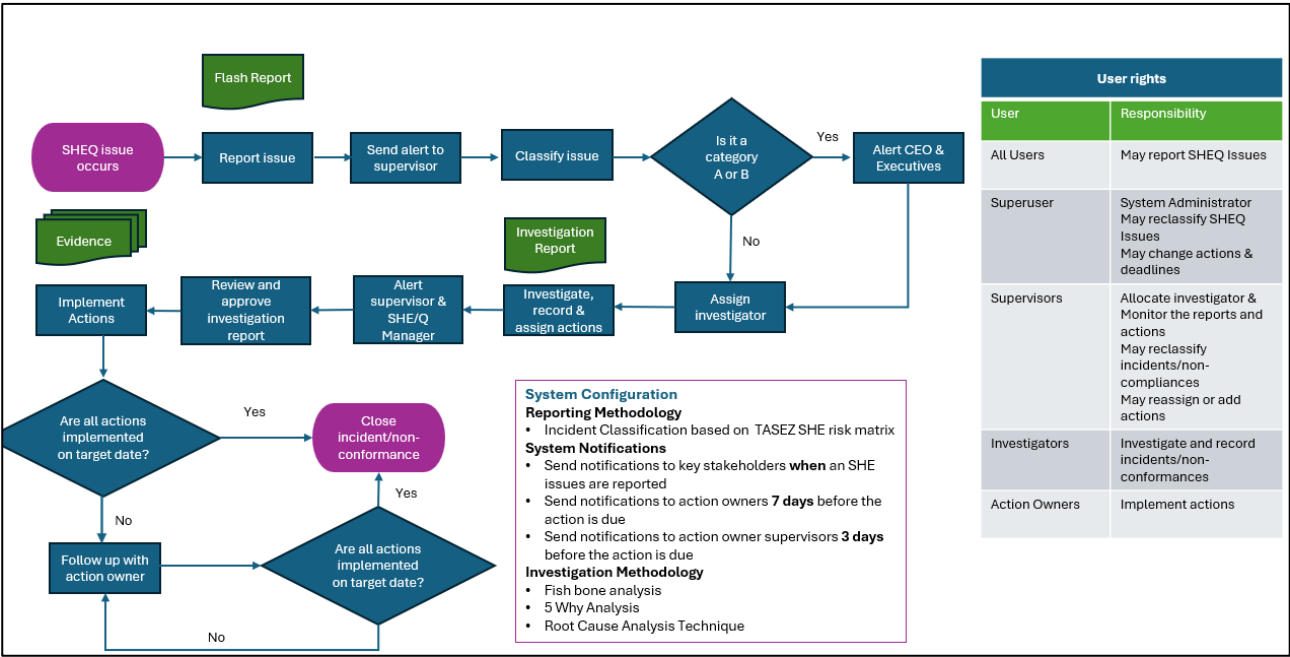 Flash Report
SHEQ issue
occurs
Report issue
Send alert to
supervisor
Classify issue
Is it a
category
A or B
Yes
Alert CEO &
Executives
No
Evidence
Investigation
Report
Implement
Actions
Review and
approve
investigation
report
Alert
supervisor &
SHE/Q
Manager
Investigate,
record &
assign actions
Assign
investigator
Are all actions
implemented
on target date?
Yes
Close
incident/non-
conformance
Yes
No
Follow up with
action owner
Are all actions
implemented
on target date?
No
System Configuration
Reporting Methodology
• Incident Classification based on TASEZ SHE risk matrix
System Notifications
• Send notifications to key stakeholders when an SHE
issues are reported
• Send notifications to action owners 7 days before the
action is due
• Send notifications to action owner supervisors 3 days
before the action is due
Investigation Methodology
• Fish bone analysis
• 5 Why Analysis
• Root Cause Analysis Technique
User rights
User Responsibility
All Users May report SHEQ Issues
Superuser System Administrator
May reclassify SHEQ
Issues
May change actions &
deadlines
Supervisors Allocate investigator &
Monitor the reports and
actions
May reclassify
incidents/non-
compliances
May reassign or add
actions
Investigators Investigate and record
incidents/non-
conformances
Action Owners Implement actions